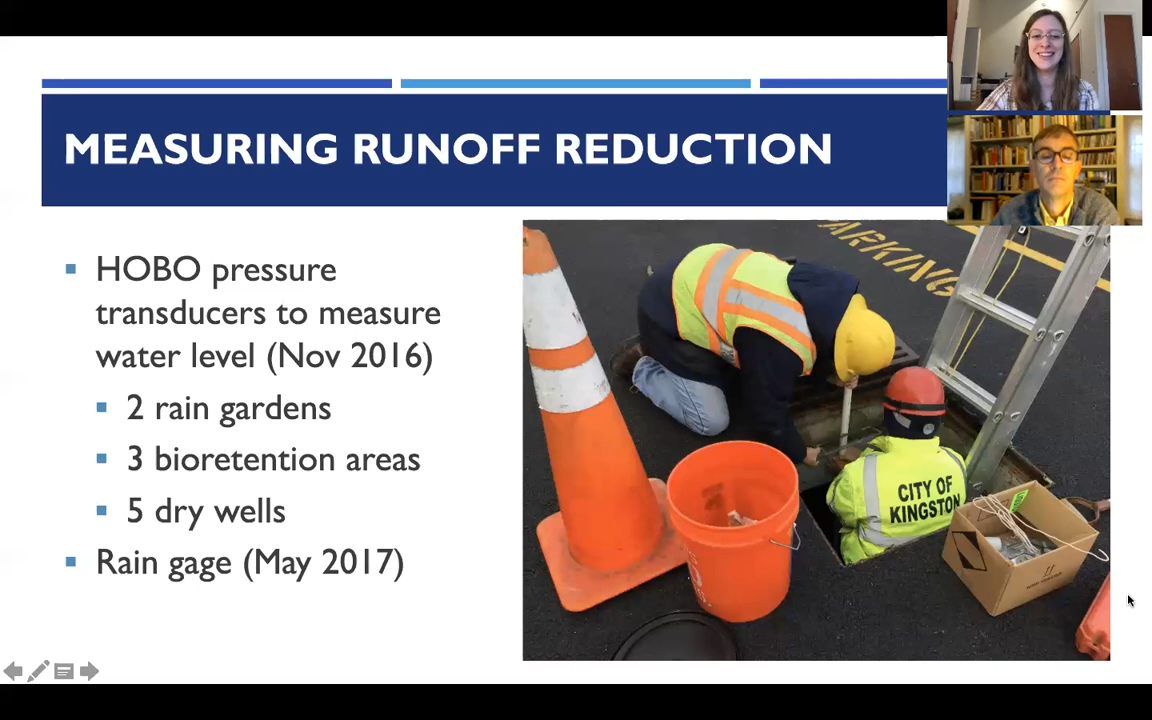 MEASURING RUNOFF REDUCTION
HOBO pressure
transducers to measure
water level (Nov 2016)
2 rain gardens
3 bioretention areas
5 dry wells
Rain gage (May 2017)
PARKING
CITY OF
KINGSTON